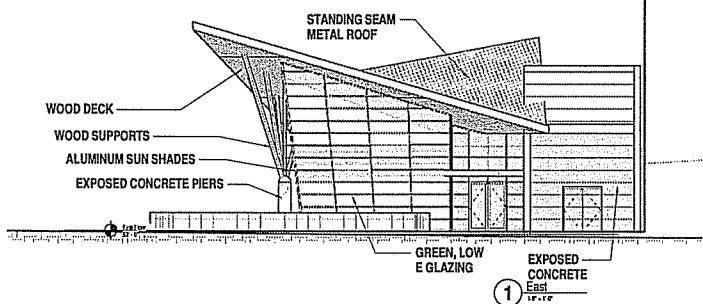 STANDING SEAM
METAL ROOF
WOOD DECK
WOOD SUPPORTS
ALUMINUM SUN SHADES
EXPOSED CONCRETE PIERS
GREEN, LOW
E GLAZING
EXPOSED
CONCRETE
1 East